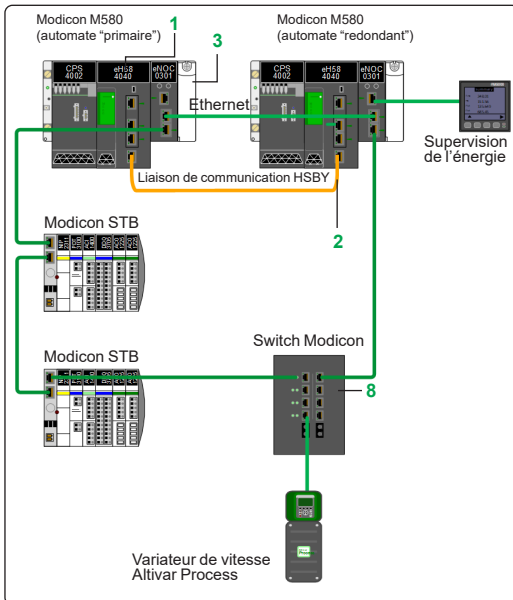 Modicon M580
(automate “primaire”)
1
3
Modicon M580
(automate “redondant”)
CPS
4002
eH58
4040
eNOC
0301
CPS
4002
eH58
4040
eNOC
0301
Ethernet
Supervision
de l'énergie
Liaison de communication HSBY
2
Modicon STB
Switch Modicon
Modicon STB
8
Variateur de vitesse
Altivar Process